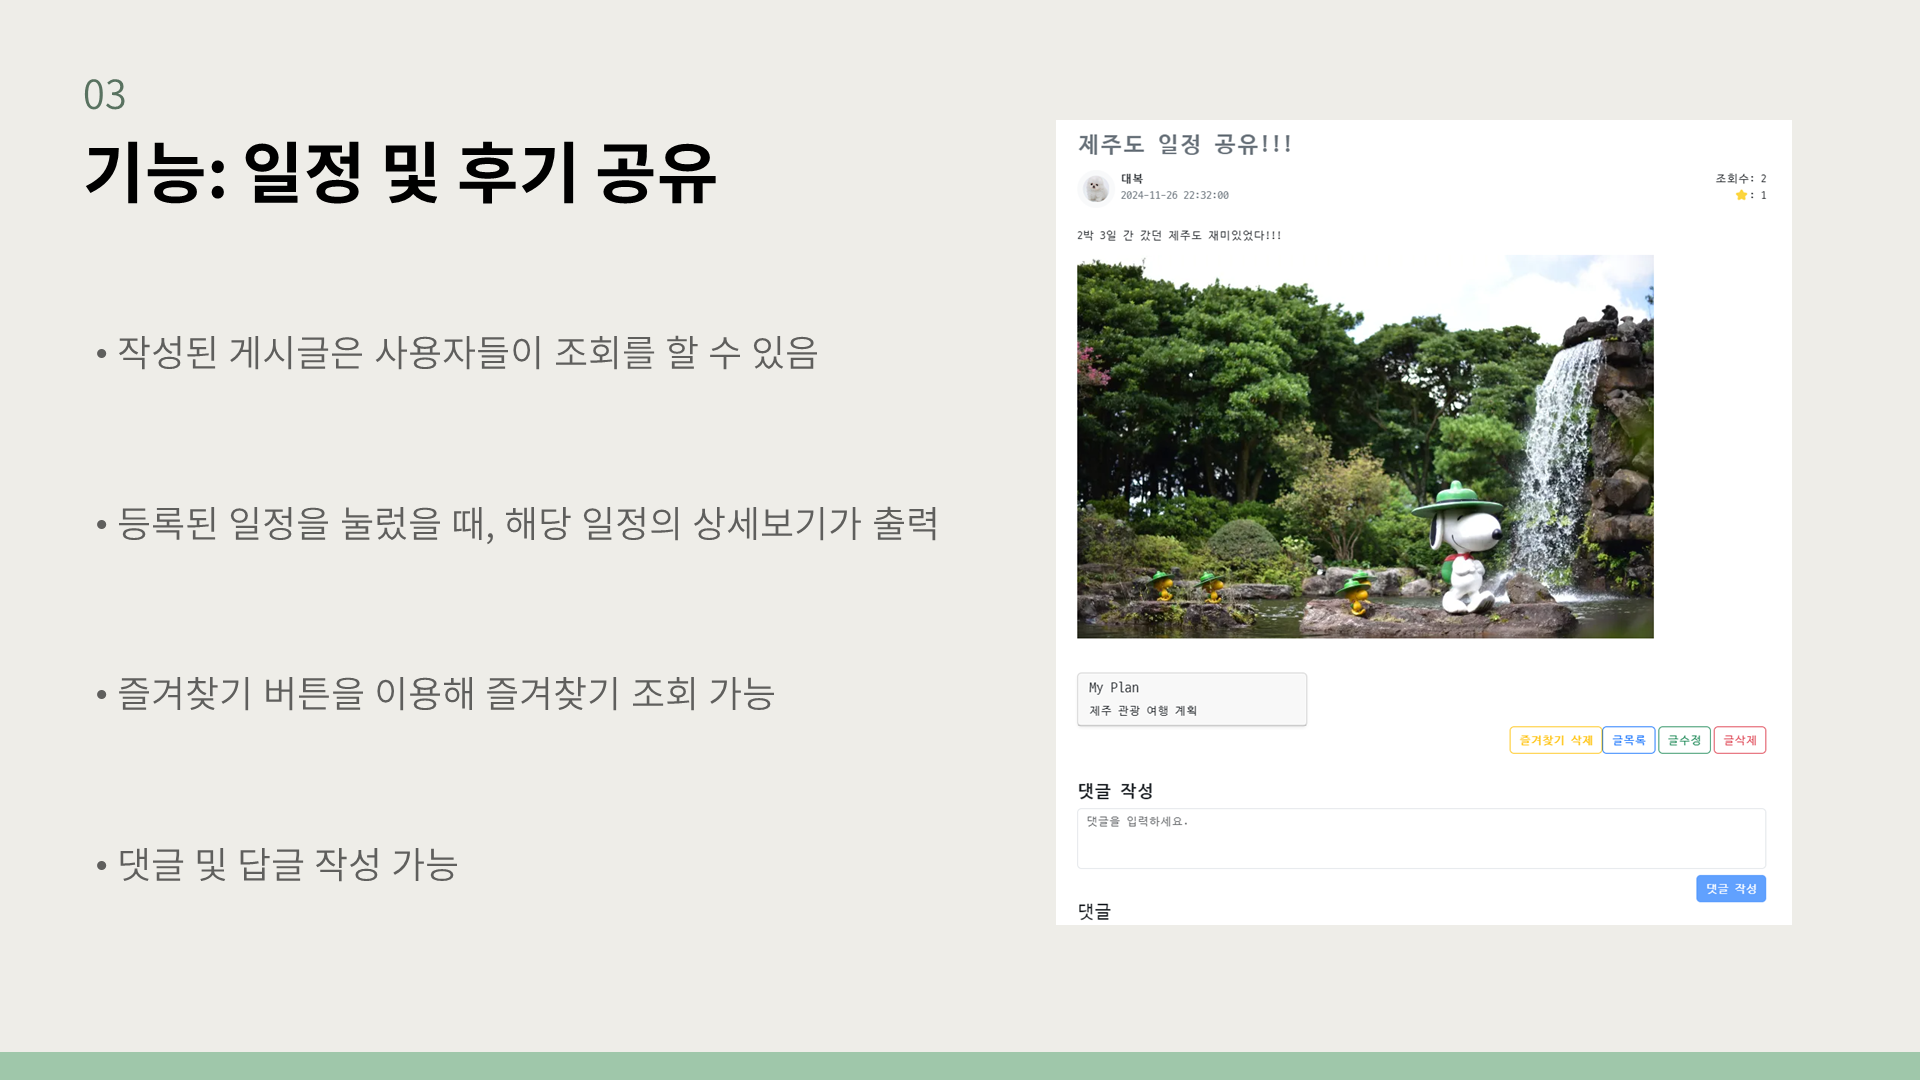 03
기능: 일정 및 후기 공유
• 작성된 게시글은 사용자들이 조회를 할 수 있음
• 등록된 일정을 눌렀을 때, 해당 일정의 상세보기가 출력
• 즐겨찾기 버튼을 이용해 즐겨찾기 조회 가능
• 댓글 및 답글 작성 가능
제주도 일정 공유!!!
대복
2024-11-26 22:32:00
조회수: 2
⭐: 1
2박 3일 간 갔던 제주도 재미있었다!!!
My Plan
제주 관광 여행 계획
즐겨찾기 삭제 글목록 글수정 글삭제
댓글 작성
댓글을 입력하세요.
댓글 작성
댓글